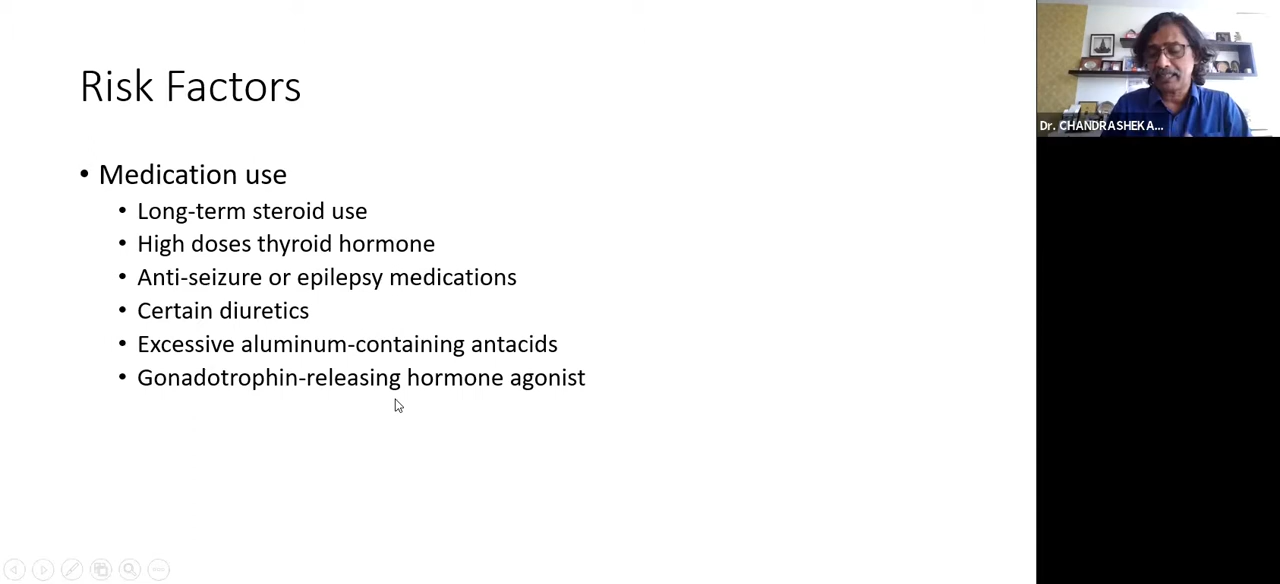 Risk Factors
• Medication use
• Long-term steroid use
• High doses thyroid hormone
• Anti-seizure or epilepsy medications
• Certain diuretics
• Excessive aluminum-containing antacids
• Gonadotrophin-releasing hormone agonist
Dr. CHANDRASHEKA...